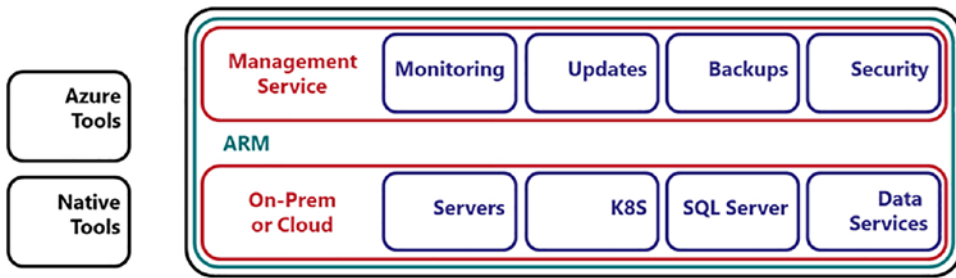 Azure
Tools
Native
Tools
Management
Service
Monitoring
Updates
Backups
Security
ARM
On-Prem
or Cloud
Servers
K8S
SQL Server
Data
Services